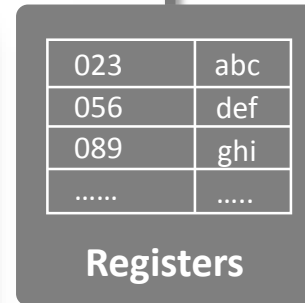 023 abc
056 def
089 ghi
...... .....
Registers